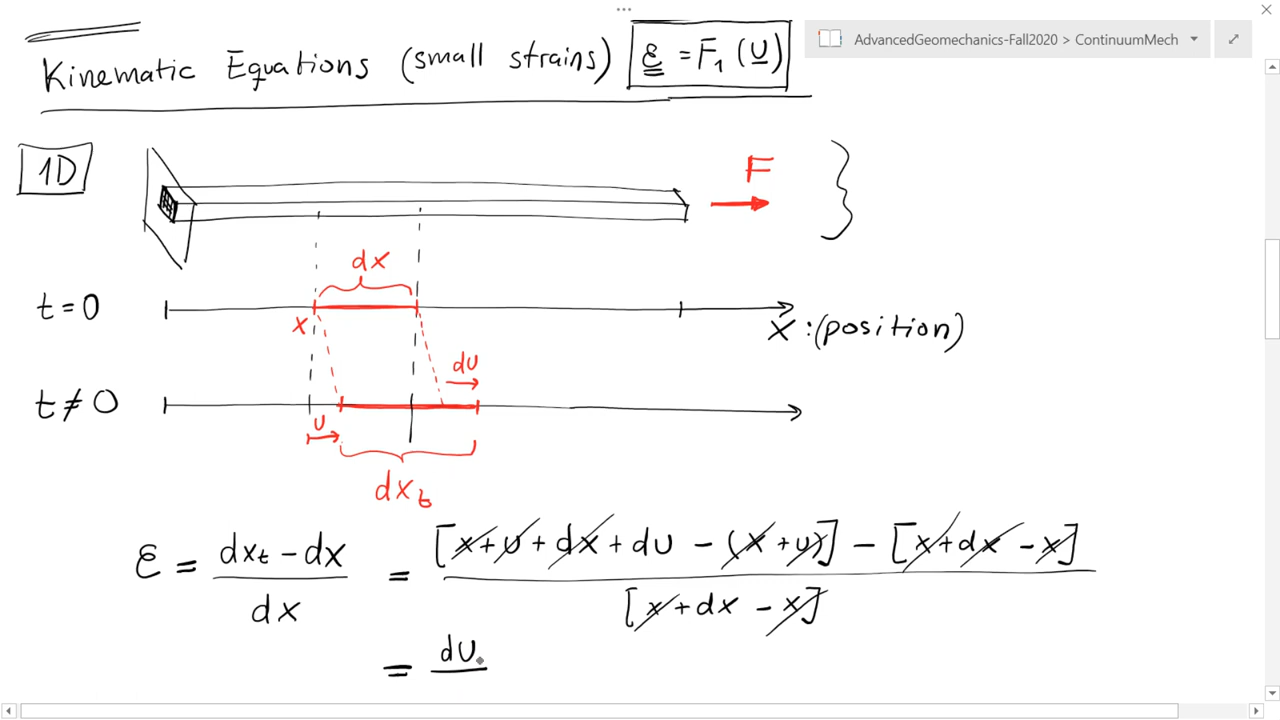 AdvancedGeomechanics-Fall2020 > ContinuumMech
Kinematic Equations (small strains) ε = F₁ (u)
1D
F
dx
t=0
x
x :(position)
du
t≠0
u
dxt
ε = dxt - dx / dx = [x+u+dx+du - (x+u)] - [x+dx-x] / [x+dx-x]
= du